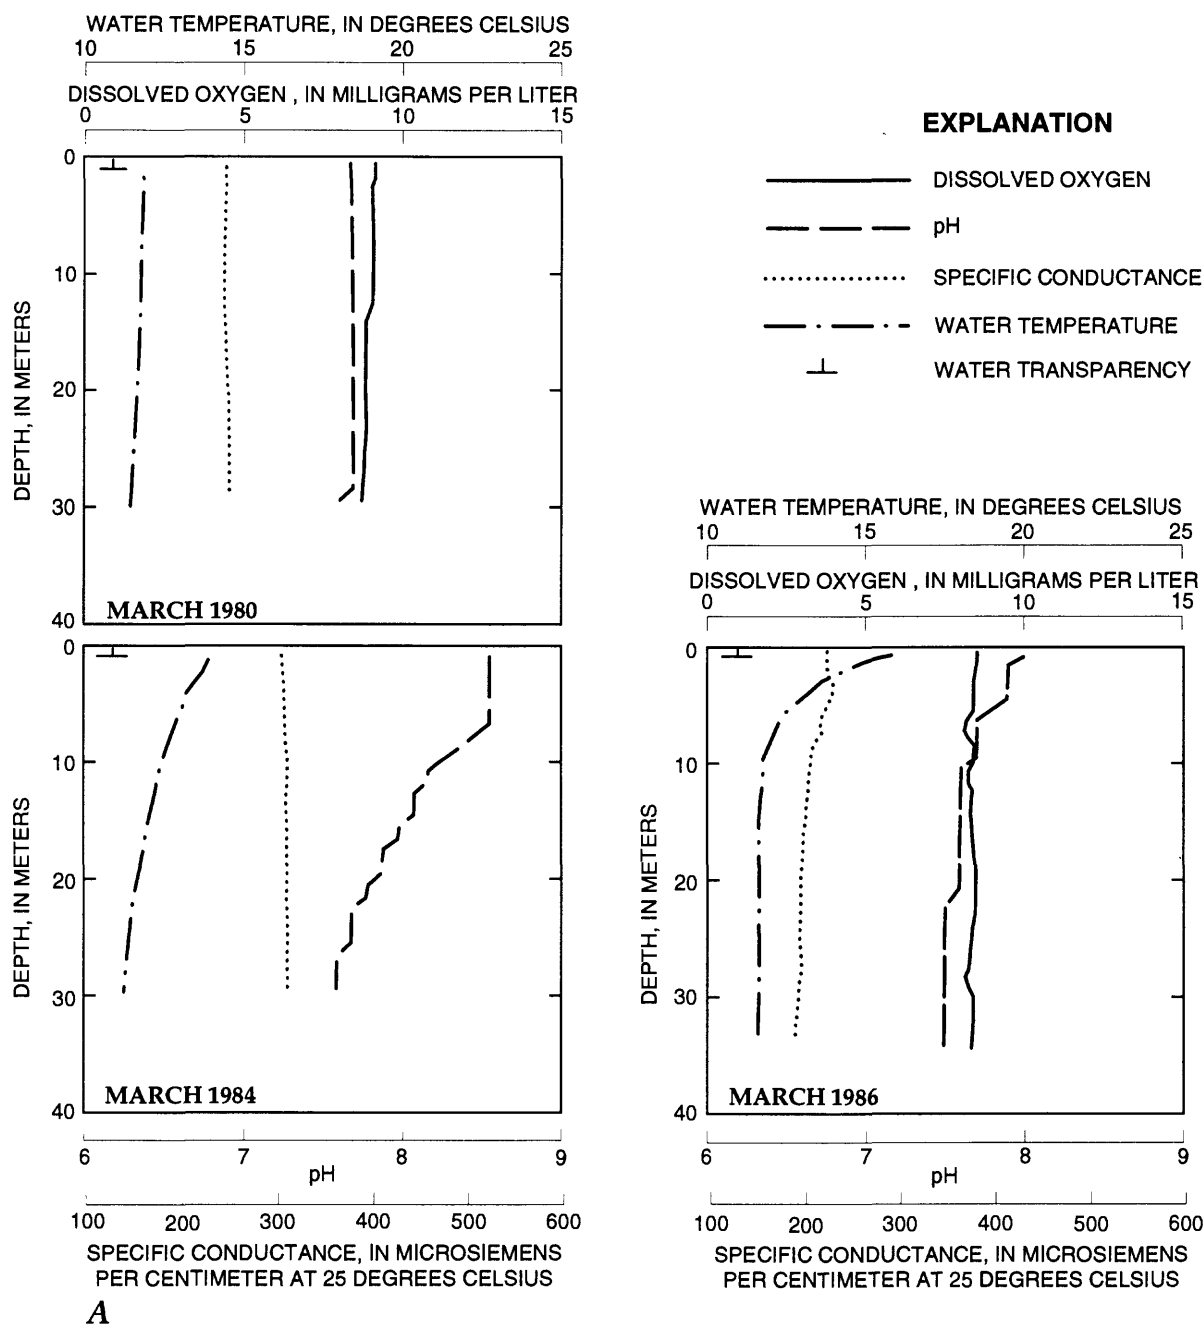 WATER TEMPERATURE, IN DEGREES CELSIUS
10 15 20 25
DISSOLVED OXYGEN , IN MILLIGRAMS PER LITER
0 5 10 15
EXPLANATION
DISSOLVED OXYGEN
pH
SPECIFIC CONDUCTANCE
WATER TEMPERATURE
WATER TRANSPARENCY
DEPTH, IN METERS
0
10
20
30
40
MARCH 1980
DEPTH, IN METERS
0
10
20
30
40
MARCH 1984
6 7 8 9
pH
100 200 300 400 500 600
SPECIFIC CONDUCTANCE, IN MICROSIEMENS
PER CENTIMETER AT 25 DEGREES CELSIUS
WATER TEMPERATURE, IN DEGREES CELSIUS
10 15 20 25
DISSOLVED OXYGEN , IN MILLIGRAMS PER LITER
0 5 10 15
DEPTH, IN METERS
0
10
20
30
40
MARCH 1986
6 7 8 9
pH
100 200 300 400 500 600
SPECIFIC CONDUCTANCE, IN MICROSIEMENS
PER CENTIMETER AT 25 DEGREES CELSIUS
A